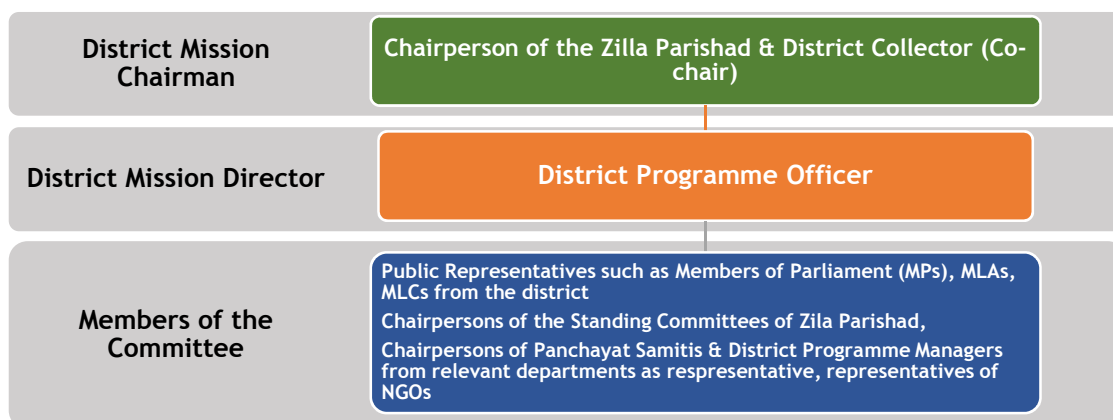 District Mission
Chairman
Chairperson of the Zilla Parishad & District Collector (Co-
chair)
District Mission Director
District Programme Officer
Members of the
Committee
Public Representatives such as Members of Parliament (MPs), MLAs,
MLCs from the district
Chairpersons of the Standing Committees of Zila Parishad,
Chairpersons of Panchayat Samitis & District Programme Managers
from relevant departments as respresentative, representatives of
NGOs